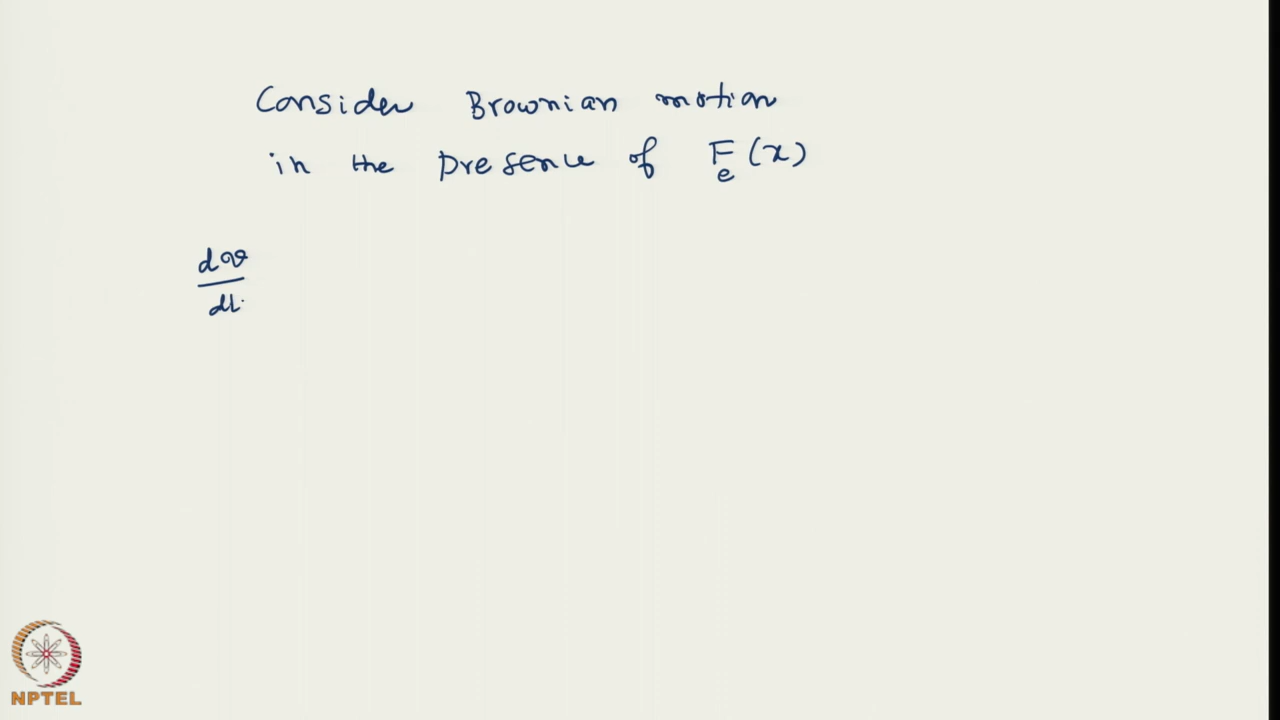 Consider Brownian motion
in the presence of F_e(x)
dv/dt
NPTEL